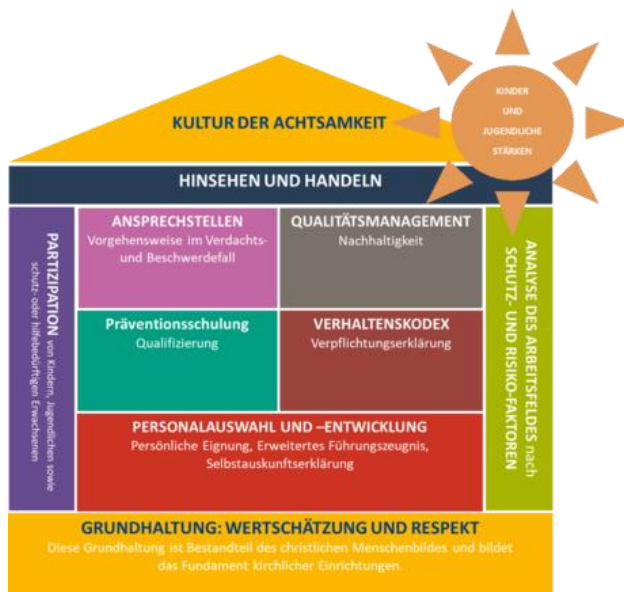 KINDER
UND
JUGENDLICHE
STÄRKEN
KULTUR DER ACHTSAMKEIT
HINSEHEN UND HANDELN
PARTIZIPATION von Kindern, Jugendlichen sowie
schutz- oder hilfebedürftigen Erwachsenen
ANSPRECHSTELLEN
Vorgehensweise im Verdachts-
und Beschwerdefall
QUALITÄTSMANAGEMENT
Nachhaltigkeit
Präventionsschulung
Qualifizierung
VERHALTENSKODEX
Verpflichtungserklärung
PERSONALAUSWAHL UND –ENTWICKLUNG
Persönliche Eignung, Erweitertes Führungszeugnis,
Selbstauskunftserklärung
ANALYSE DES ARBEITSFELDES nach
SCHUTZ- UND RISIKO-FAKTOREN
GRUNDHALTUNG: WERTSCHÄTZUNG UND RESPEKT
Diese Grundhaltung ist Bestandteil des christlichen Menschenbildes und bildet
das Fundament kirchlicher Einrichtungen.